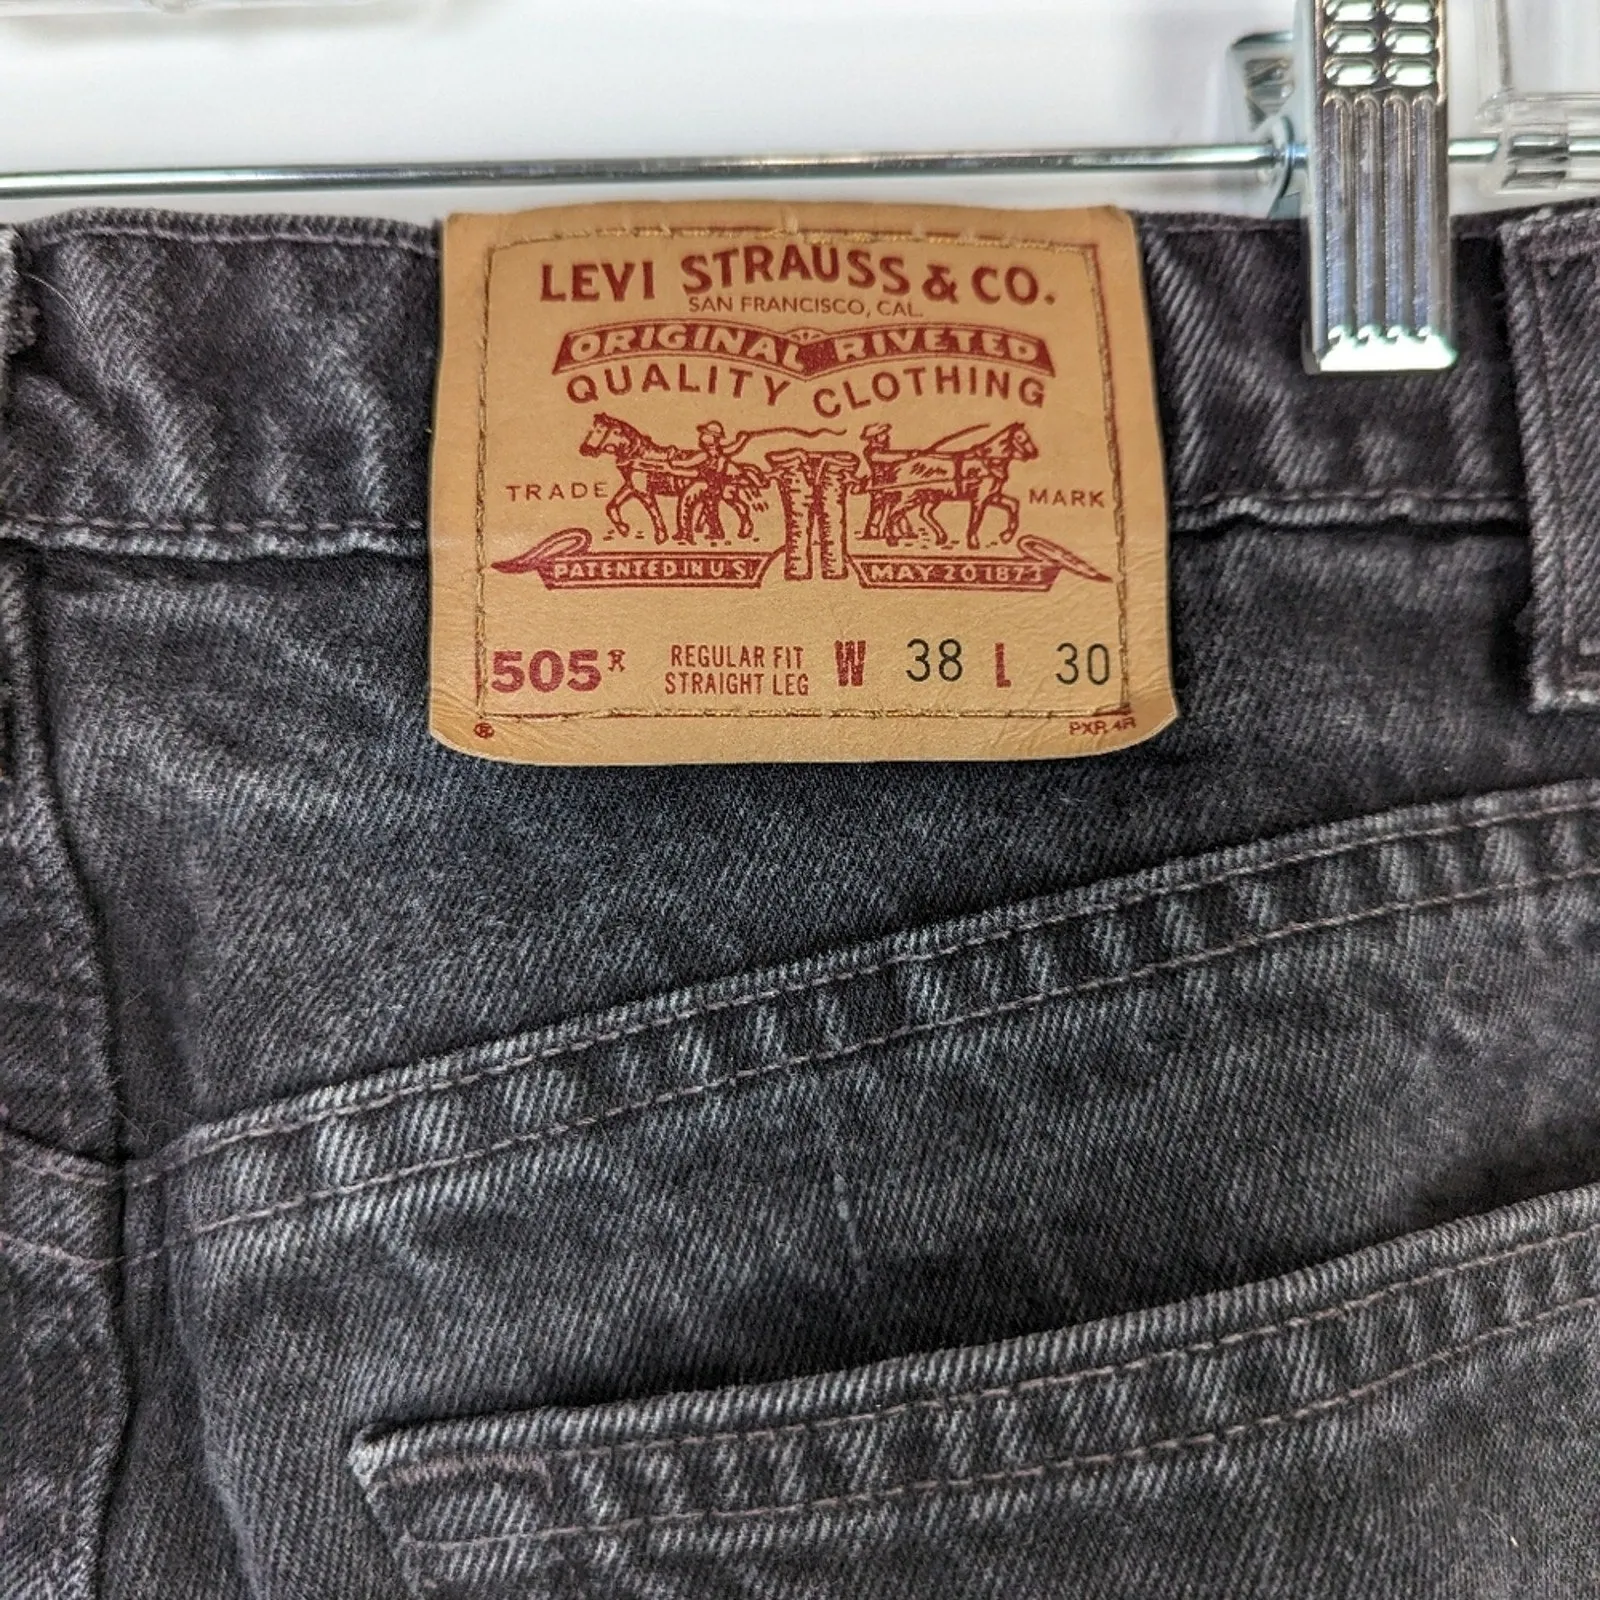 LEVI STRAUSS & CO.
SAN FRANCISCO, CAL.
ORIGINAL RIVETED
QUALITY CLOTHING
TRADE MARK
PATENTED IN U.S. MAY 20 1873
505® REGULAR FIT W 38 L 30
STRAIGHT LEG
® PXR 4R